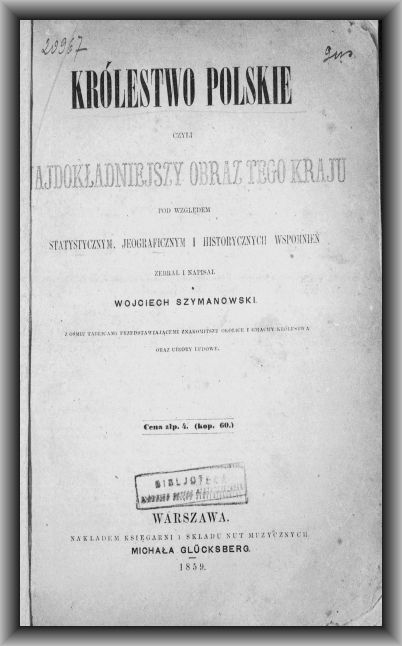 20967
KRÓLESTWO POLSKIE
CZYLI
NAJDOKŁADNIEJSZY OBRAZ TEGO KRAJU
POD WZGLĘDEM
STATYSTYCZNYM, JEOGRAFICZNYM I HISTORYCZNYCH WSPOMNIEŃ
ZEBRAŁ I NAPISAŁ
WOJCIECH SZYMANOWSKI.
Z OŚMIU TABLICAMI PRZEDSTAWIAJĄCEMI ZNAKOMITSZE OKOLICE I GMACHY KRÓLESTWA
ORAZ UBIORY LUDOWE.
Cena złp. 4. (kop. 60.)
BIBLJOTEKA
WARSZAWA.
NAKŁADEM KSIĘGARNI I SKŁADU NUT MUZYCZNYCH
MICHAŁA GLÜCKSBERG.
1859.